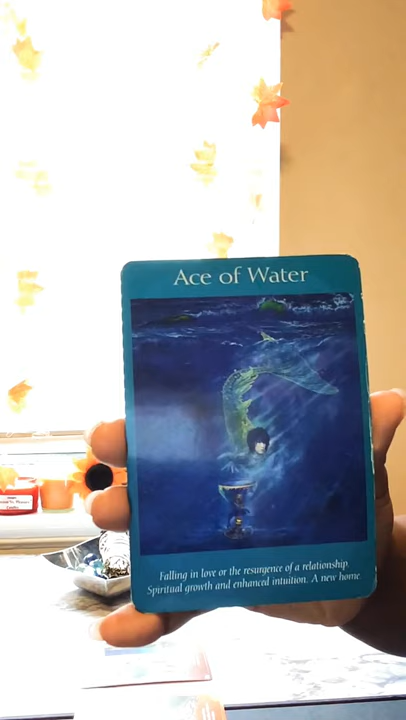 Ace of Water
Falling in love or the resurgence of a relationship.
Spiritual growth and enhanced intuition. A new home.